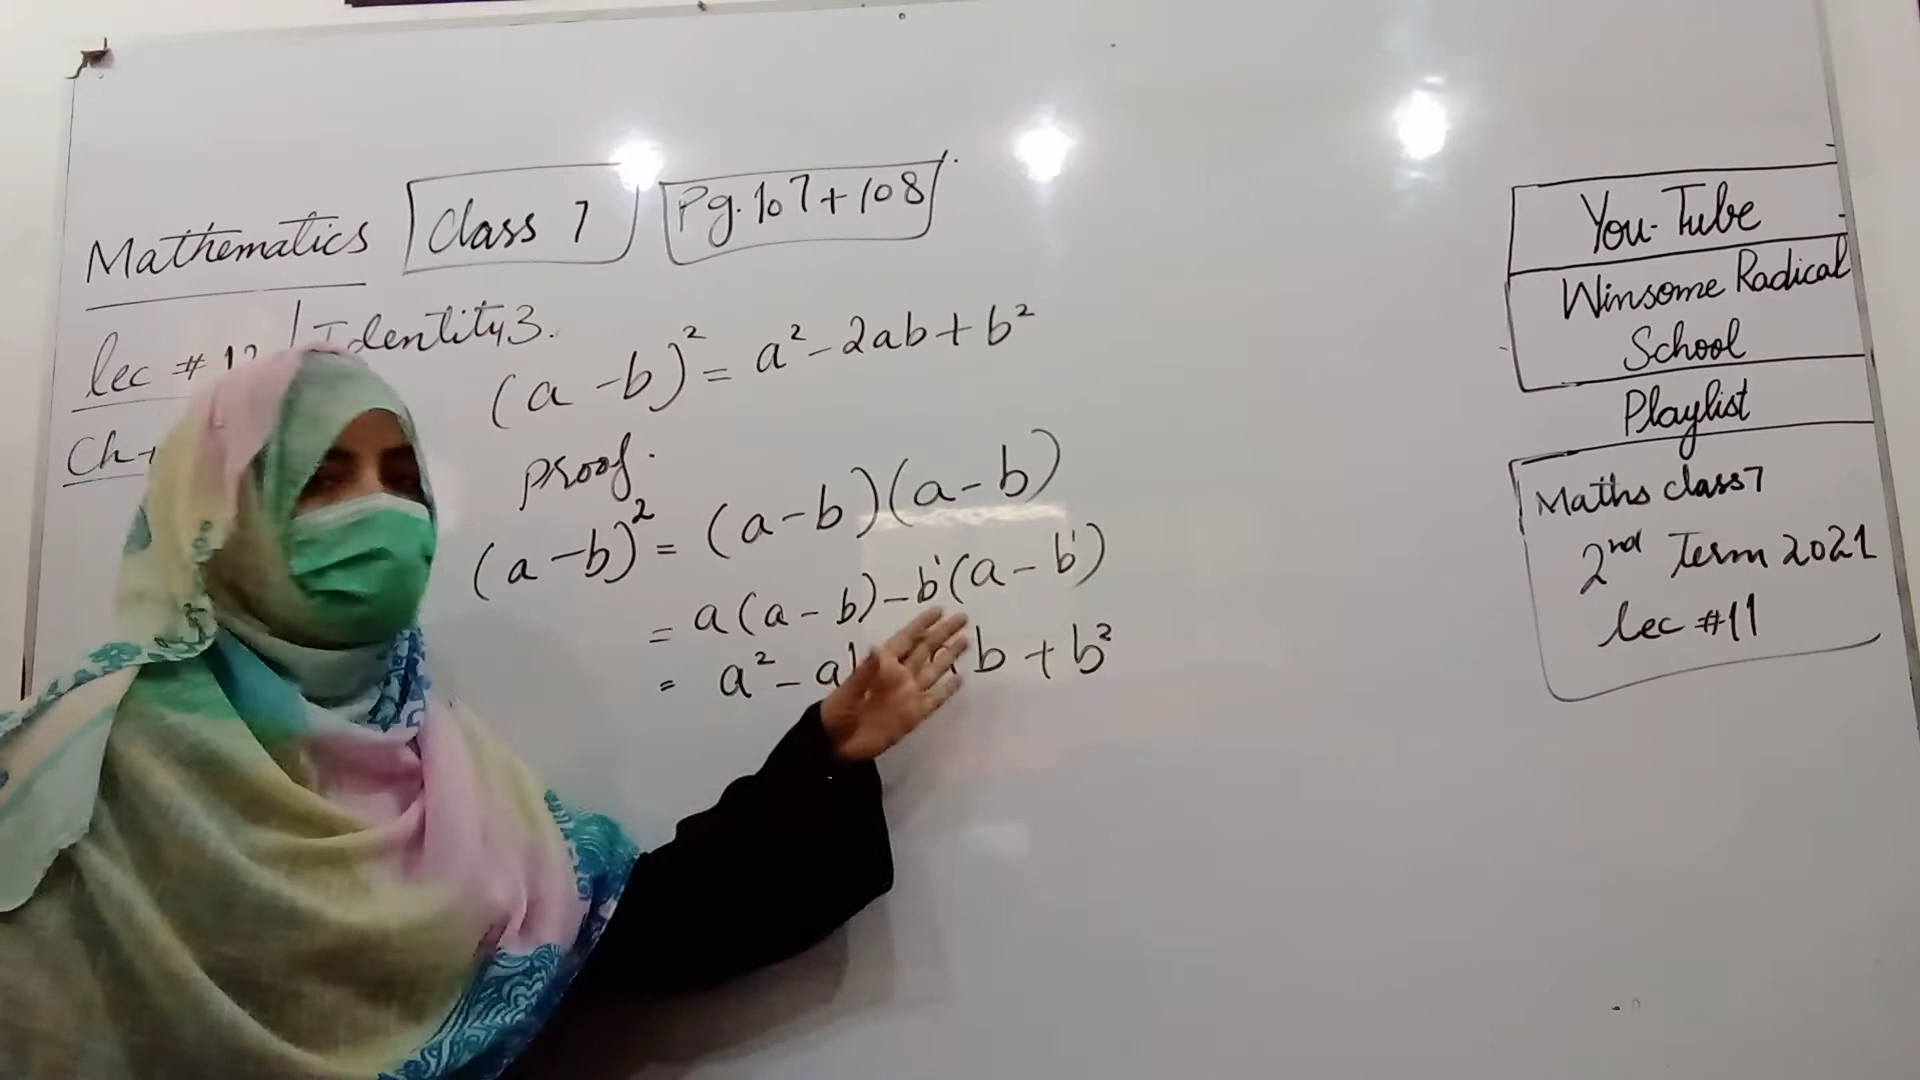 Mathematics Class 7 Pg. 107+108
lec # Identity 3.
(a - b)² = a² - 2ab + b²
Proof.
(a - b)² = (a - b)(a - b)
= a(a - b) - b(a - b)
= a² - b + b²
You-Tube
Winsome Radical
School
Playlist
Maths class 7
2nd Term 2021
lec #11